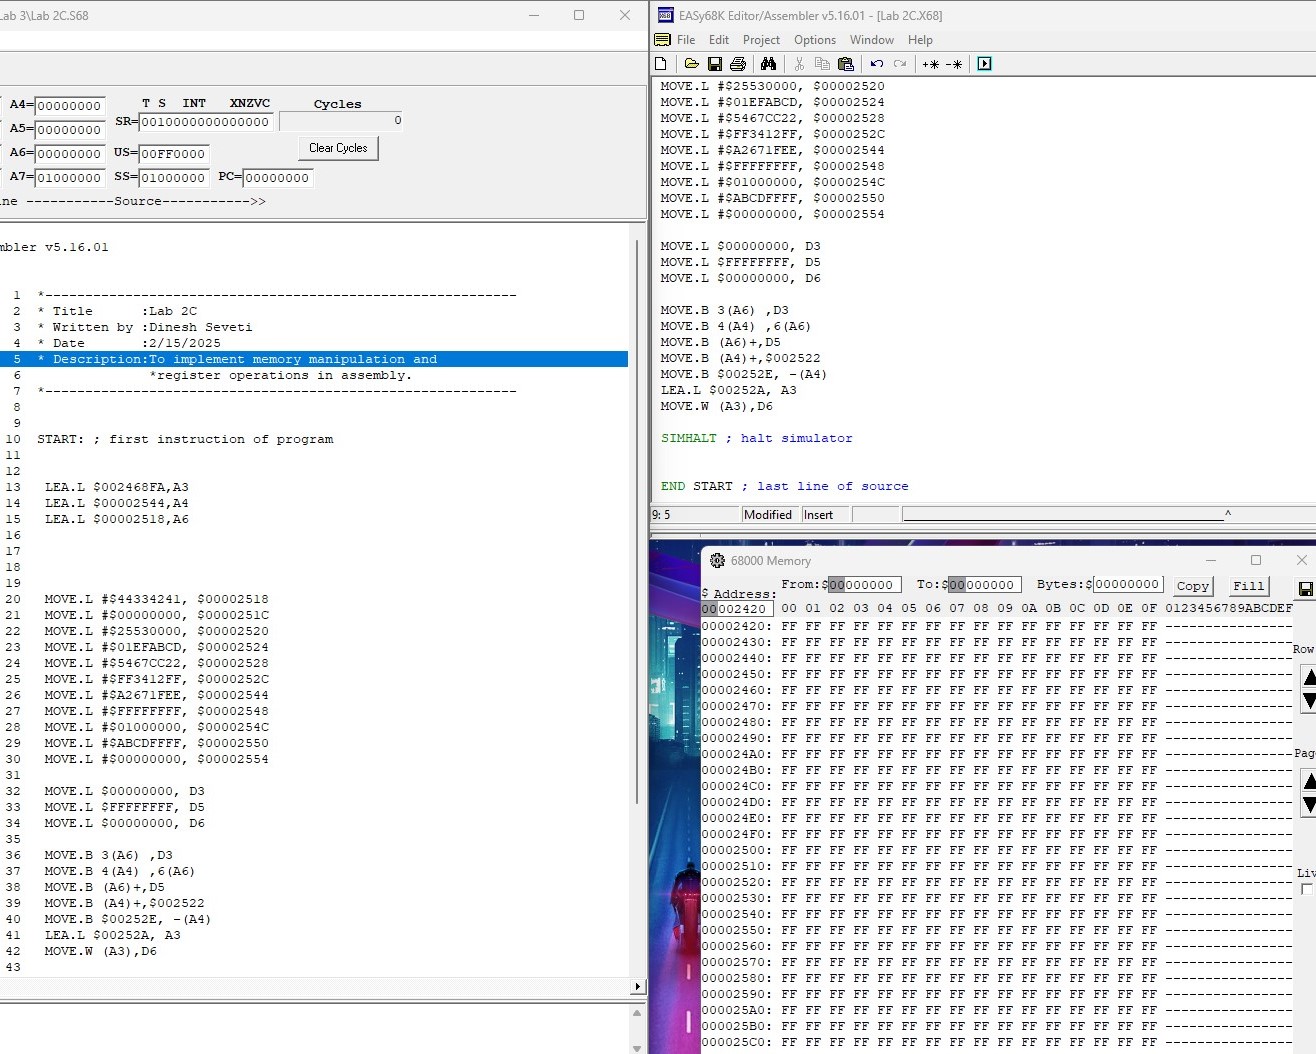 Lab 3\Lab 2C.S68
A4= 00000000
T S INT XNZVC
Cycles
A5= 00000000
SR= 0010000000000000
0
A6= 00000000 US= 00FF0000
Clear Cycles
A7= 01000000 SS= 01000000 PC= 00000000
ne -----------Source----------->>
mbler v5.16.01
1 *-----------------------------------------------------------
2 * Title :Lab 2C
3 * Written by :Dinesh Seveti
4 * Date :2/15/2025
5 * Description:To implement memory manipulation and
6 *register operations in assembly.
7 *-----------------------------------------------------------
8
9
10 START: ; first instruction of program
11
12
13 LEA.L $002468FA,A3
14 LEA.L $00002544,A4
15 LEA.L $00002518,A6
16
17
18
19
20 MOVE.L #$44334241, $00002518
21 MOVE.L #$00000000, $0000251C
22 MOVE.L #$25530000, $00002520
23 MOVE.L #$01EFABCD, $00002524
24 MOVE.L #$5467CC22, $00002528
25 MOVE.L #$FF3412FF, $0000252C
26 MOVE.L #$A2671FEE, $00002544
27 MOVE.L #$FFFFFFFF, $00002548
28 MOVE.L #$01000000, $0000254C
29 MOVE.L #$ABCDFFFF, $00002550
30 MOVE.L #$00000000, $00002554
31
32 MOVE.L $00000000, D3
33 MOVE.L $FFFFFFFF, D5
34 MOVE.L $00000000, D6
35
36 MOVE.B 3(A6) ,D3
37 MOVE.B 4(A4) ,6(A6)
38 MOVE.B (A6)+,D5
39 MOVE.B (A4)+,$002522
40 MOVE.B $00252E, -(A4)
41 LEA.L $00252A, A3
42 MOVE.W (A3),D6
43
EASy68K Editor/Assembler v5.16.01 - [Lab 2C.X68]
File Edit Project Options Window Help
MOVE.L #$25530000, $00002520
MOVE.L #$01EFABCD, $00002524
MOVE.L #$5467CC22, $00002528
MOVE.L #$FF3412FF, $0000252C
MOVE.L #$A2671FEE, $00002544
MOVE.L #$FFFFFFFF, $00002548
MOVE.L #$01000000, $0000254C
MOVE.L #$ABCDFFFF, $00002550
MOVE.L #$00000000, $00002554
MOVE.L $00000000, D3
MOVE.L $FFFFFFFF, D5
MOVE.L $00000000, D6
MOVE.B 3(A6) ,D3
MOVE.B 4(A4) ,6(A6)
MOVE.B (A6)+,D5
MOVE.B (A4)+,$002522
MOVE.B $00252E, -(A4)
LEA.L $00252A, A3
MOVE.W (A3),D6
SIMHALT ; halt simulator
END START ; last line of source
9: 5 Modified Insert
68000 Memory
From:$ 00000000 To:$ 00000000 Bytes:$ 00000000 Copy Fill
$ Address:
00002420 00 01 02 03 04 05 06 07 08 09 0A 0B 0C 0D 0E 0F 0123456789ABCDEF
00002420: FF FF FF FF FF FF FF FF FF FF FF FF FF FF FF FF ----------------
00002430: FF FF FF FF FF FF FF FF FF FF FF FF FF FF FF FF ----------------
00002440: FF FF FF FF FF FF FF FF FF FF FF FF FF FF FF FF ----------------
00002450: FF FF FF FF FF FF FF FF FF FF FF FF FF FF FF FF ----------------
00002460: FF FF FF FF FF FF FF FF FF FF FF FF FF FF FF FF ----------------
00002470: FF FF FF FF FF FF FF FF FF FF FF FF FF FF FF FF ----------------
00002480: FF FF FF FF FF FF FF FF FF FF FF FF FF FF FF FF ----------------
00002490: FF FF FF FF FF FF FF FF FF FF FF FF FF FF FF FF ----------------
000024A0: FF FF FF FF FF FF FF FF FF FF FF FF FF FF FF FF ----------------
000024B0: FF FF FF FF FF FF FF FF FF FF FF FF FF FF FF FF ----------------
000024C0: FF FF FF FF FF FF FF FF FF FF FF FF FF FF FF FF ----------------
000024D0: FF FF FF FF FF FF FF FF FF FF FF FF FF FF FF FF ----------------
000024E0: FF FF FF FF FF FF FF FF FF FF FF FF FF FF FF FF ----------------
000024F0: FF FF FF FF FF FF FF FF FF FF FF FF FF FF FF FF ----------------
00002500: FF FF FF FF FF FF FF FF FF FF FF FF FF FF FF FF ----------------
00002510: FF FF FF FF FF FF FF FF FF FF FF FF FF FF FF FF ----------------
00002520: FF FF FF FF FF FF FF FF FF FF FF FF FF FF FF FF ----------------
00002530: FF FF FF FF FF FF FF FF FF FF FF FF FF FF FF FF ----------------
00002540: FF FF FF FF FF FF FF FF FF FF FF FF FF FF FF FF ----------------
00002550: FF FF FF FF FF FF FF FF FF FF FF FF FF FF FF FF ----------------
00002560: FF FF FF FF FF FF FF FF FF FF FF FF FF FF FF FF ----------------
00002570: FF FF FF FF FF FF FF FF FF FF FF FF FF FF FF FF ----------------
00002580: FF FF FF FF FF FF FF FF FF FF FF FF FF FF FF FF ----------------
00002590: FF FF FF FF FF FF FF FF FF FF FF FF FF FF FF FF ----------------
000025A0: FF FF FF FF FF FF FF FF FF FF FF FF FF FF FF FF ----------------
000025B0: FF FF FF FF FF FF FF FF FF FF FF FF FF FF FF FF ----------------
000025C0: FF FF FF FF FF FF FF FF FF FF FF FF FF FF FF FF ----------------
Row
Pag
Liv